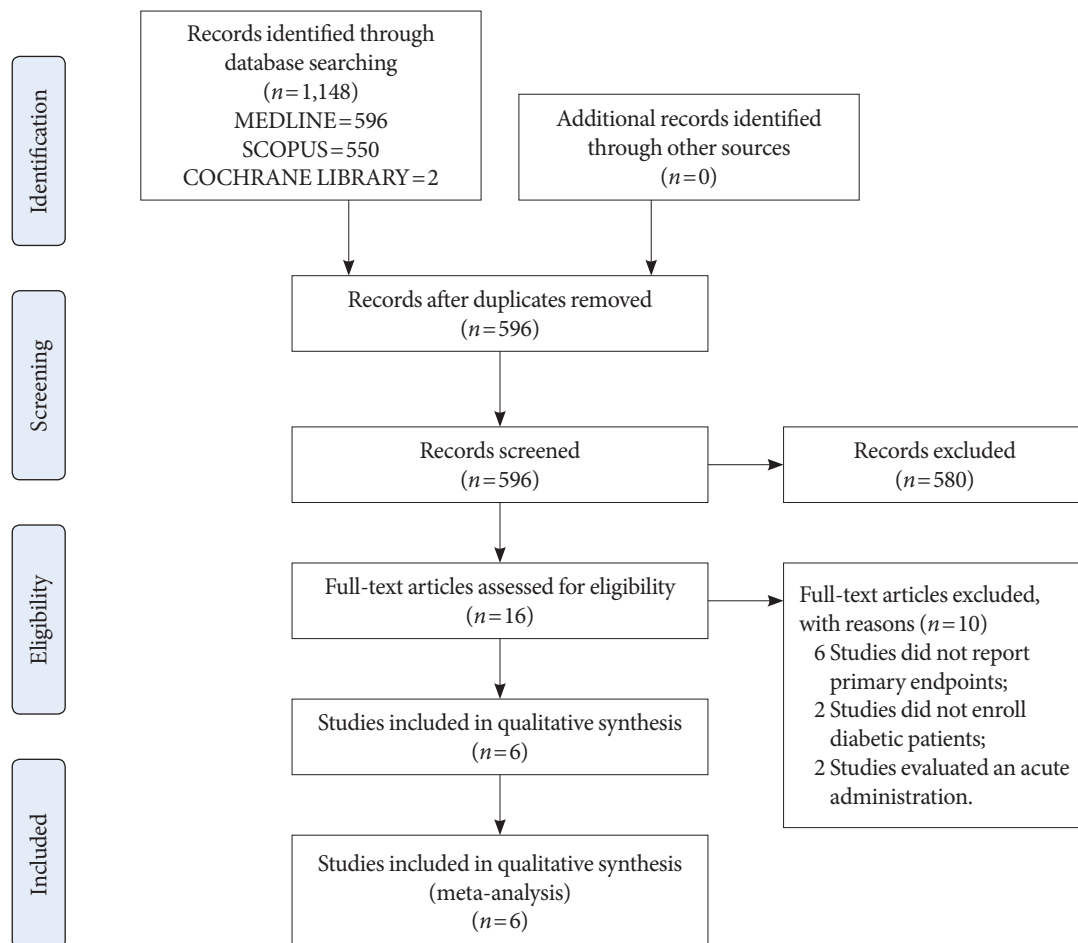 Identification
Records identified through
database searching
(n=1,148)
MEDLINE=596
SCOPUS=550
COCHRANE LIBRARY=2
Additional records identified
through other sources
(n=0)
Screening
Records after duplicates removed
(n=596)
Records screened
(n=596)
Records excluded
(n=580)
Eligibility
Full-text articles assessed for eligibility
(n=16)
Full-text articles excluded,
with reasons (n=10)
6 Studies did not report
primary endpoints;
2 Studies did not enroll
diabetic patients;
2 Studies evaluated an acute
administration.
Studies included in qualitative synthesis
(n=6)
Included
Studies included in qualitative synthesis
(meta-analysis)
(n=6)